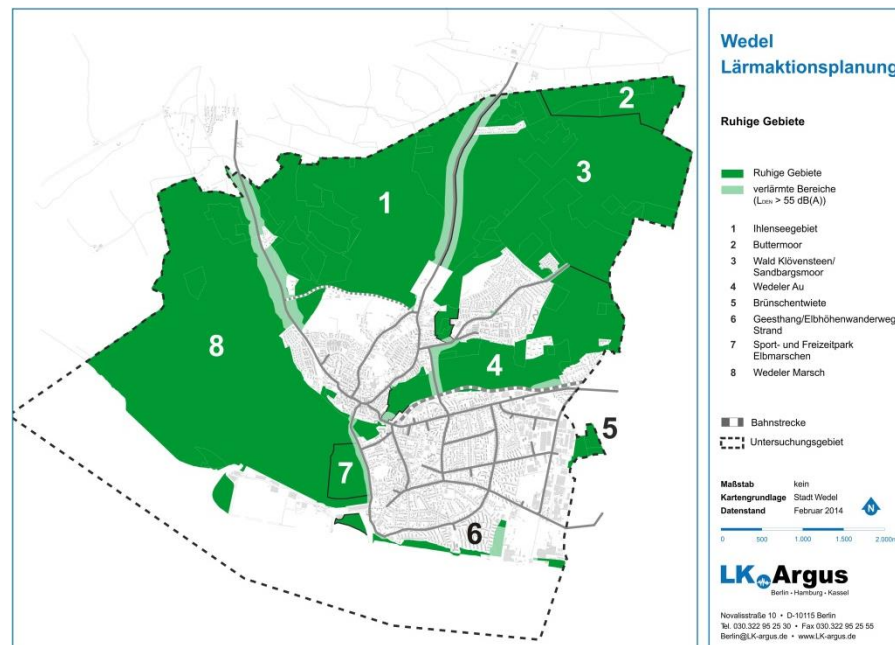 Wedel
Lärmaktionsplanung
Ruhige Gebiete
Ruhige Gebiete
verlärmte Bereiche
(LDEN > 55 dB(A))
1 Ihlenseegebiet
2 Buttermoor
3 Wald Klövensteen/
Sandbargsmoor
4 Wedeler Au
5 Brünschentwiete
6 Geesthang/Elbhöhenwanderweg
Strand
7 Sport- und Freizeitpark
Elbmarschen
8 Wedeler Marsch
Bahnstrecke
Untersuchungsgebiet
Maßstab kein
Kartengrundlage Stadt Wedel
Datenstand Februar 2014
N
0 500 1.000 1.500 2.000m
LK Argus
Berlin • Hamburg • Kassel
Novalisstraße 10 • D-10115 Berlin
Tel. 030.322 95 25 30 • Fax 030.322 95 25 55
Berlin@LK-argus.de • www.LK-argus.de
2
3
1
8
4
5
7
6